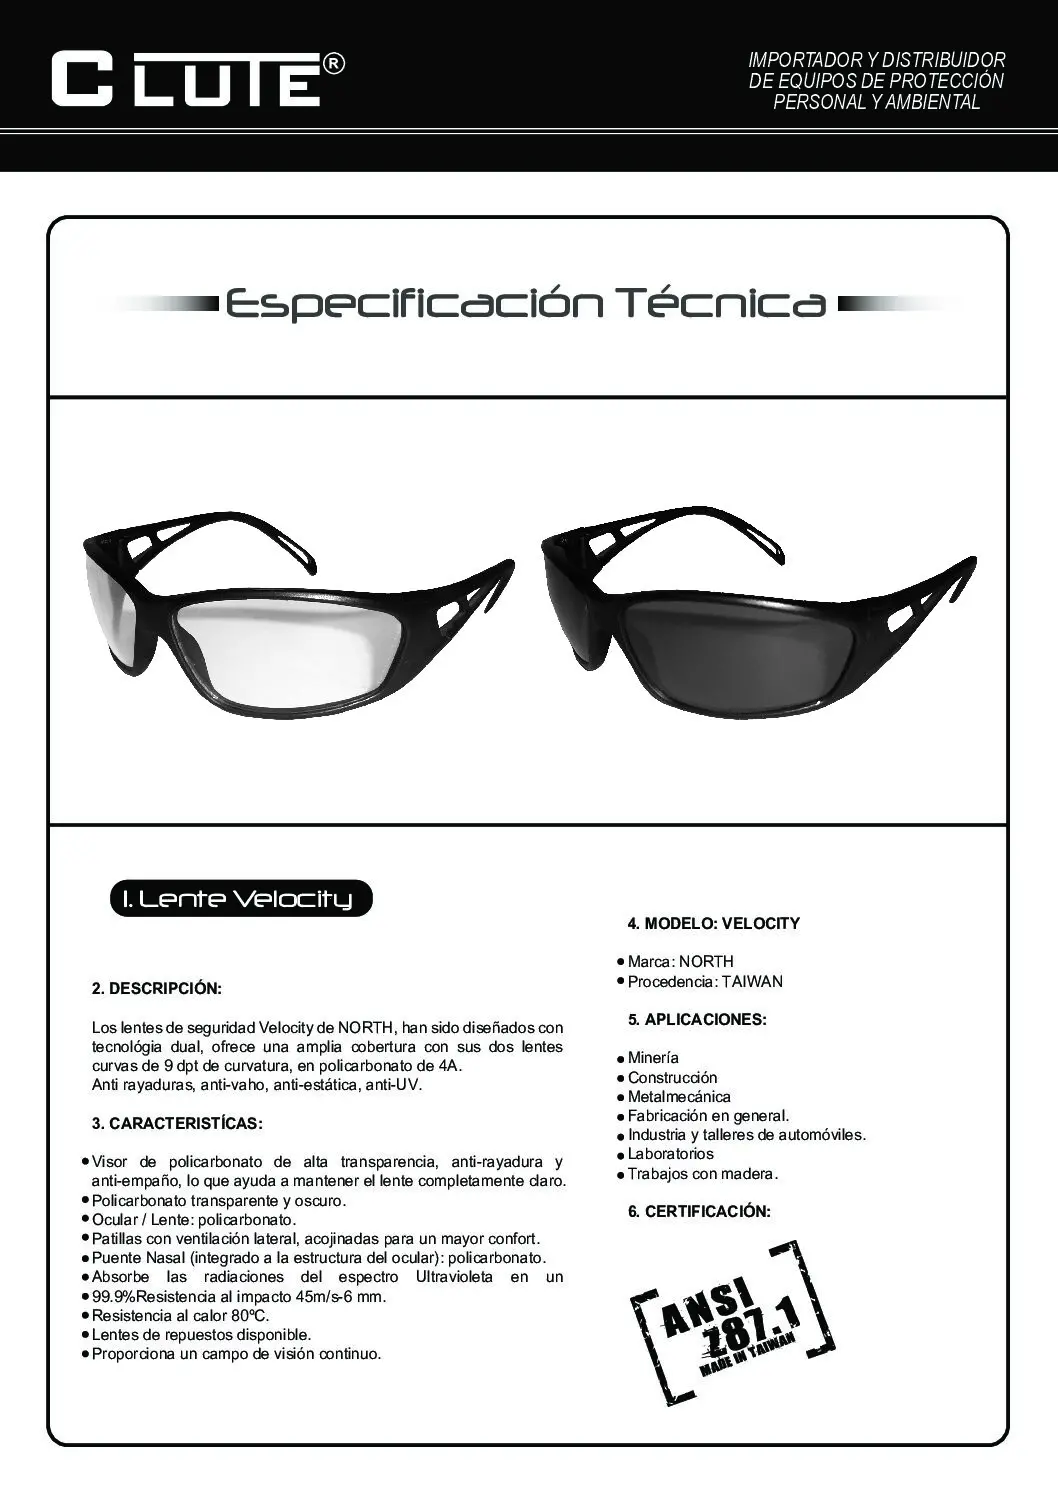 CLUTE®
IMPORTADOR Y DISTRIBUIDOR
DE EQUIPOS DE PROTECCIÓN
PERSONAL Y AMBIENTAL
Especificación Técnica
1. Lente Velocity
2. DESCRIPCIÓN:
Los lentes de seguridad Velocity de NORTH, han sido diseñados con
tecnológia dual, ofrece una amplia cobertura con sus dos lentes
curvas de 9 dpt de curvatura, en policarbonato de 4A.
Anti rayaduras, anti-vaho, anti-estática, anti-UV.
3. CARACTERISTÍCAS:
● Visor de policarbonato de alta transparencia, anti-rayadura y
anti-empaño, lo que ayuda a mantener el lente completamente claro.
● Policarbonato transparente y oscuro.
● Ocular / Lente: policarbonato.
● Patillas con ventilación lateral, acojinadas para un mayor confort.
● Puente Nasal (integrado a la estructura del ocular): policarbonato.
● Absorbe las radiaciones del espectro Ultravioleta en un
● 99.9%Resistencia al impacto 45m/s-6 mm.
● Resistencia al calor 80ºC.
● Lentes de repuestos disponible.
● Proporciona un campo de visión continuo.
4. MODELO: VELOCITY
● Marca: NORTH
● Procedencia: TAIWAN
5. APLICACIONES:
● Minería
● Construcción
● Metalmecánica
● Fabricación en general.
● Industria y talleres de automóviles.
● Laboratorios
● Trabajos con madera.
6. CERTIFICACIÓN:
ANSI
Z87.1
MADE IN TAIWAN